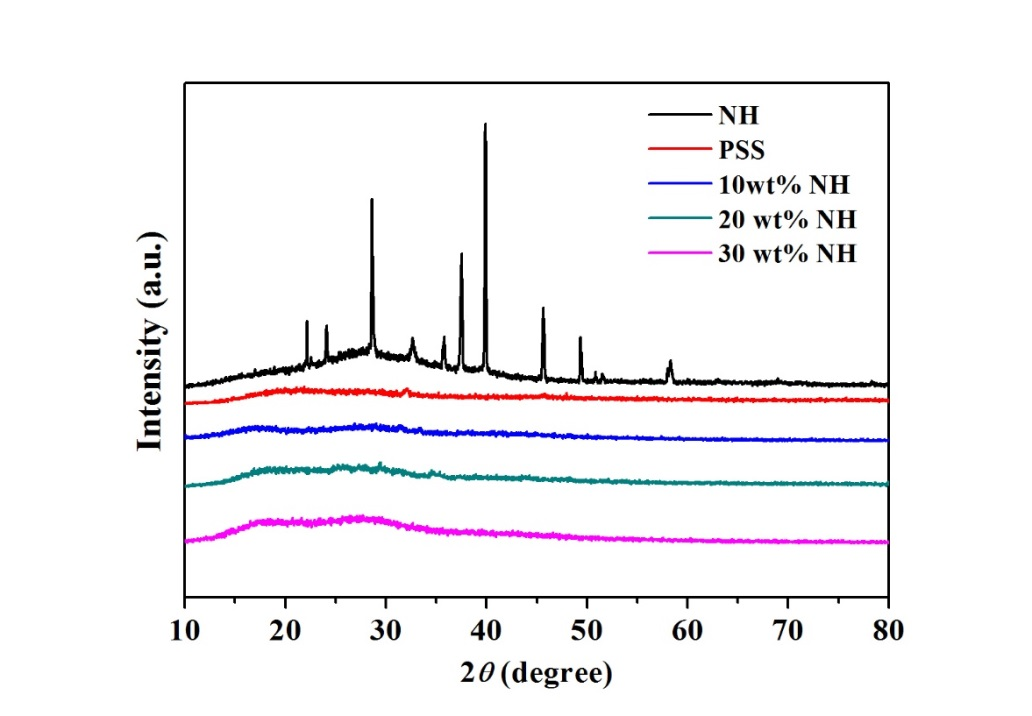 NH
PSS
10wt% NH
20 wt% NH
30 wt% NH
Intensity (a.u.)
10 20 30 40 50 60 70 80
2θ (degree)